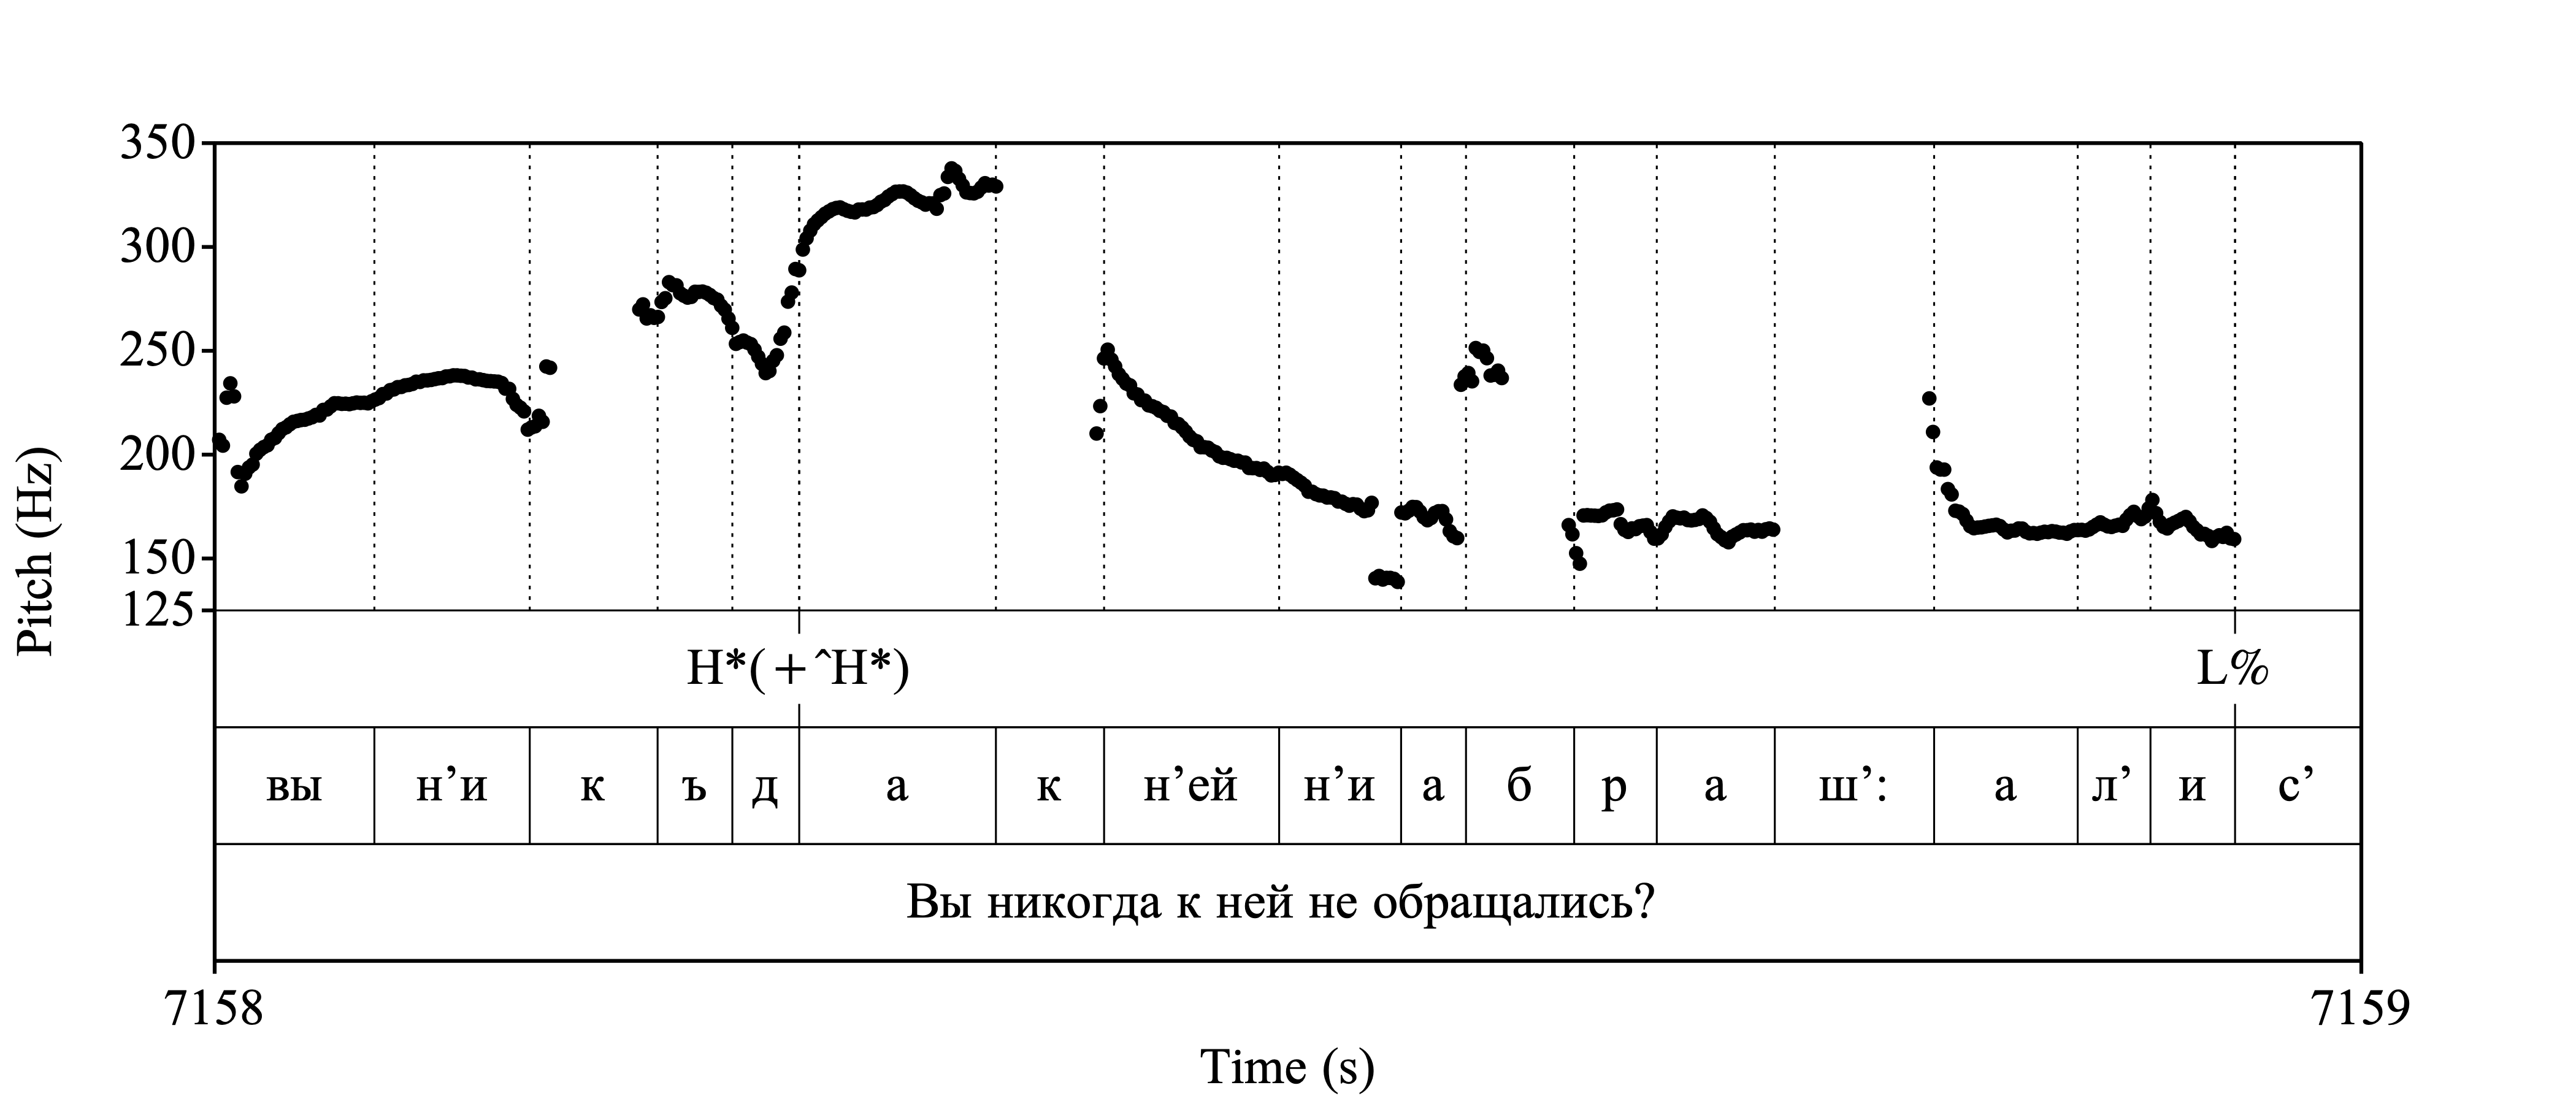 350
300
250
200
150
125
Pitch (Hz)
H*(+^H*) L%
вы н’и к ъ д а к н’ей н’и а б р а ш’: а л’ и с’
Вы никогда к ней не обращались?
7158 7159
Time (s)